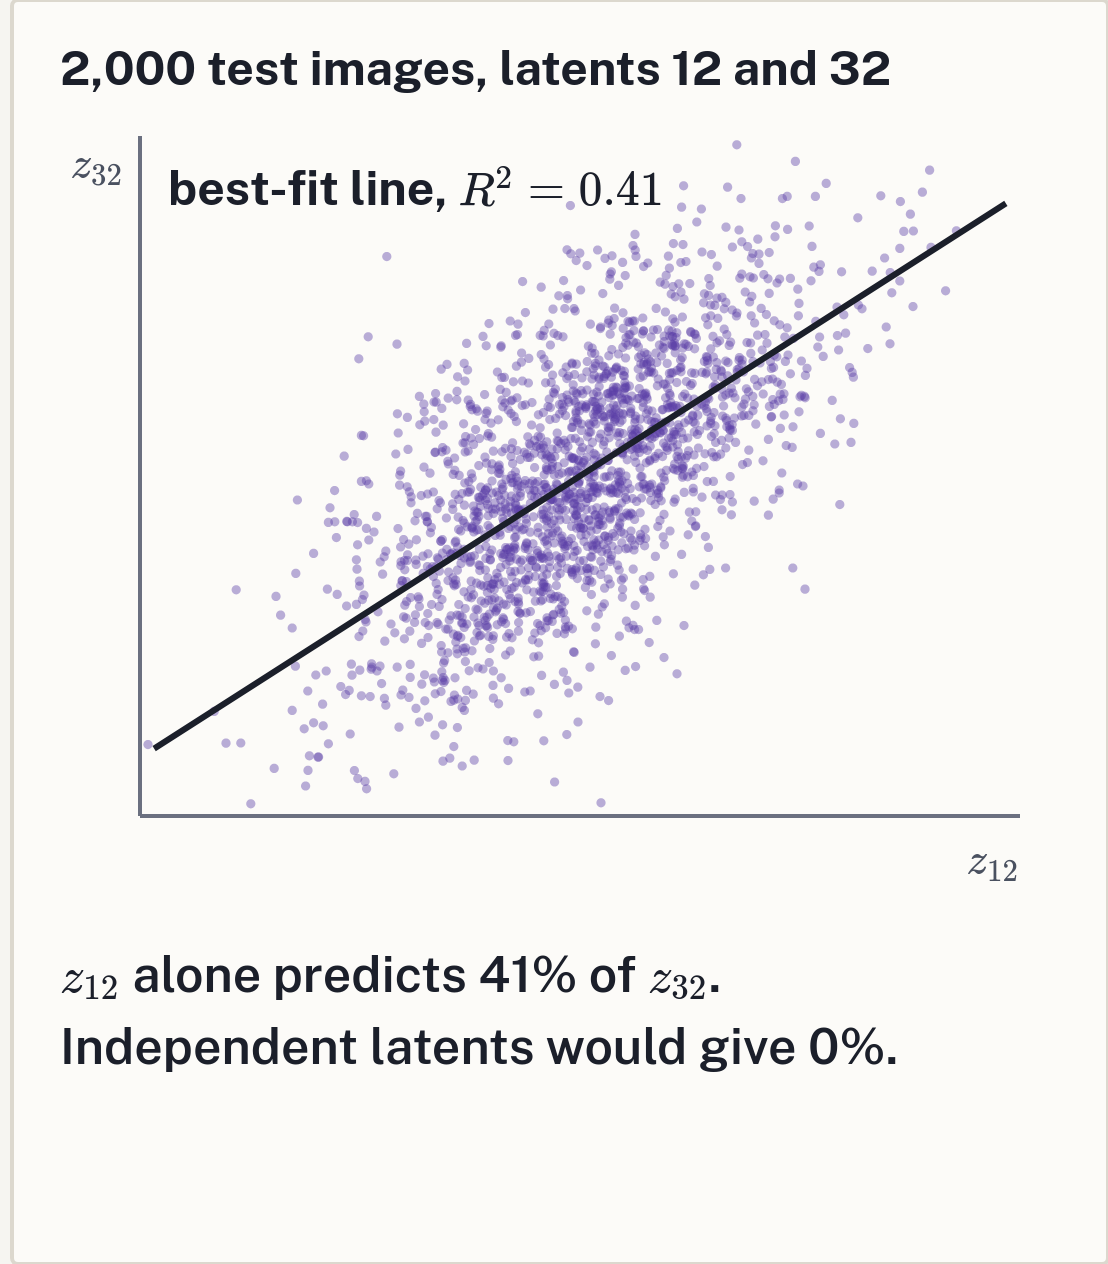 2,000 test images, latents 12 and 32
z₃₂
best-fit line, R² = 0.41
z₁₂
z₁₂ alone predicts 41% of z₃₂.
Independent latents would give 0%.